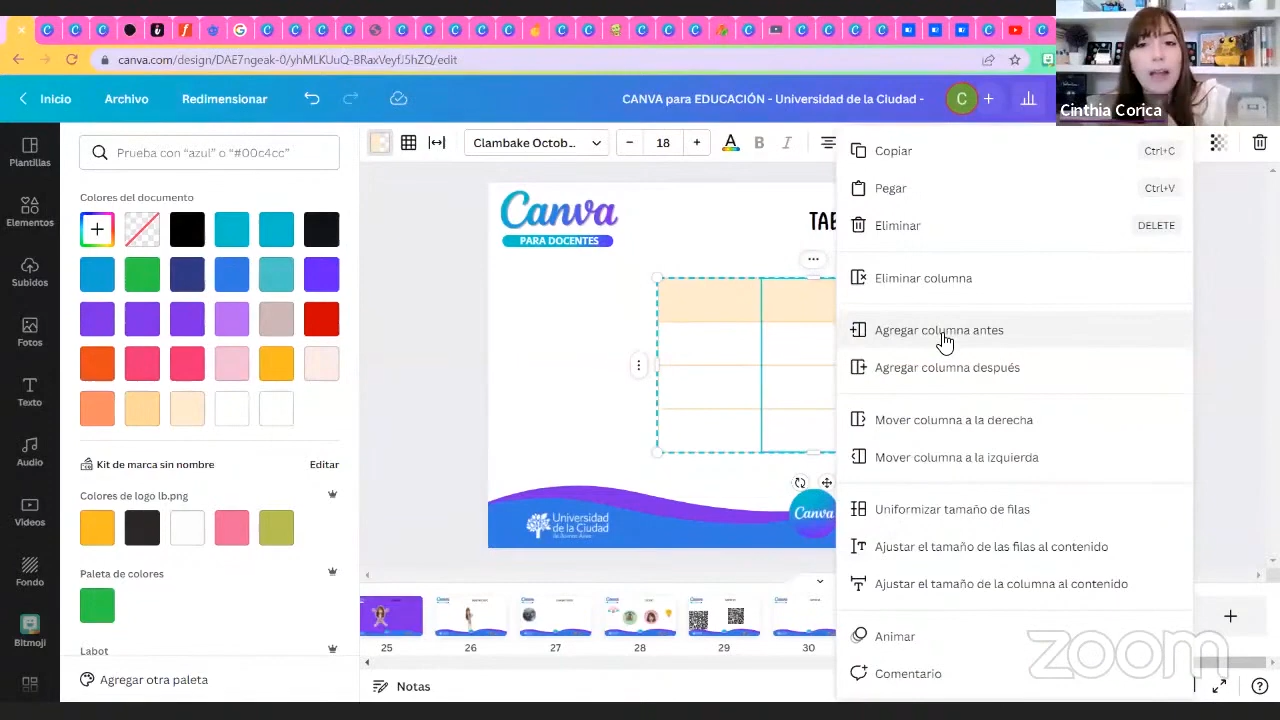 canva.com/design/DAE7ngeak-0/yhMLKUuQ-BRaxVeyfJJFZQ/edit
Cinthia Corica
Inicio
Archivo
Redimensionar
CANVA para EDUCACIÓN - Universidad de la Ciudad -
C
Plantillas
Elementos
Subidos
Fotos
Texto
Audio
Videos
Fondo
Bitmoji
Prueba con “azul” o “#00c4cc”
Colores del documento
Kit de marca sin nombre
Editar
Colores de logo lb.png
Paleta de colores
Labot
Agregar otra paleta
Clambake Octob...
18
A
B
I
Canva
PARA DOCENTES
TAB
Universidad
de la Ciudad
de Buenos Aires
Canva
Copiar
Ctrl+C
Pegar
Ctrl+V
Eliminar
DELETE
Eliminar columna
Agregar columna antes
Agregar columna después
Mover columna a la derecha
Mover columna a la izquierda
Uniformizar tamaño de filas
Ajustar el tamaño de las filas al contenido
Ajustar el tamaño de la columna al contenido
Animar
Comentario
25
26
27
28
29
30
Notas
zoom